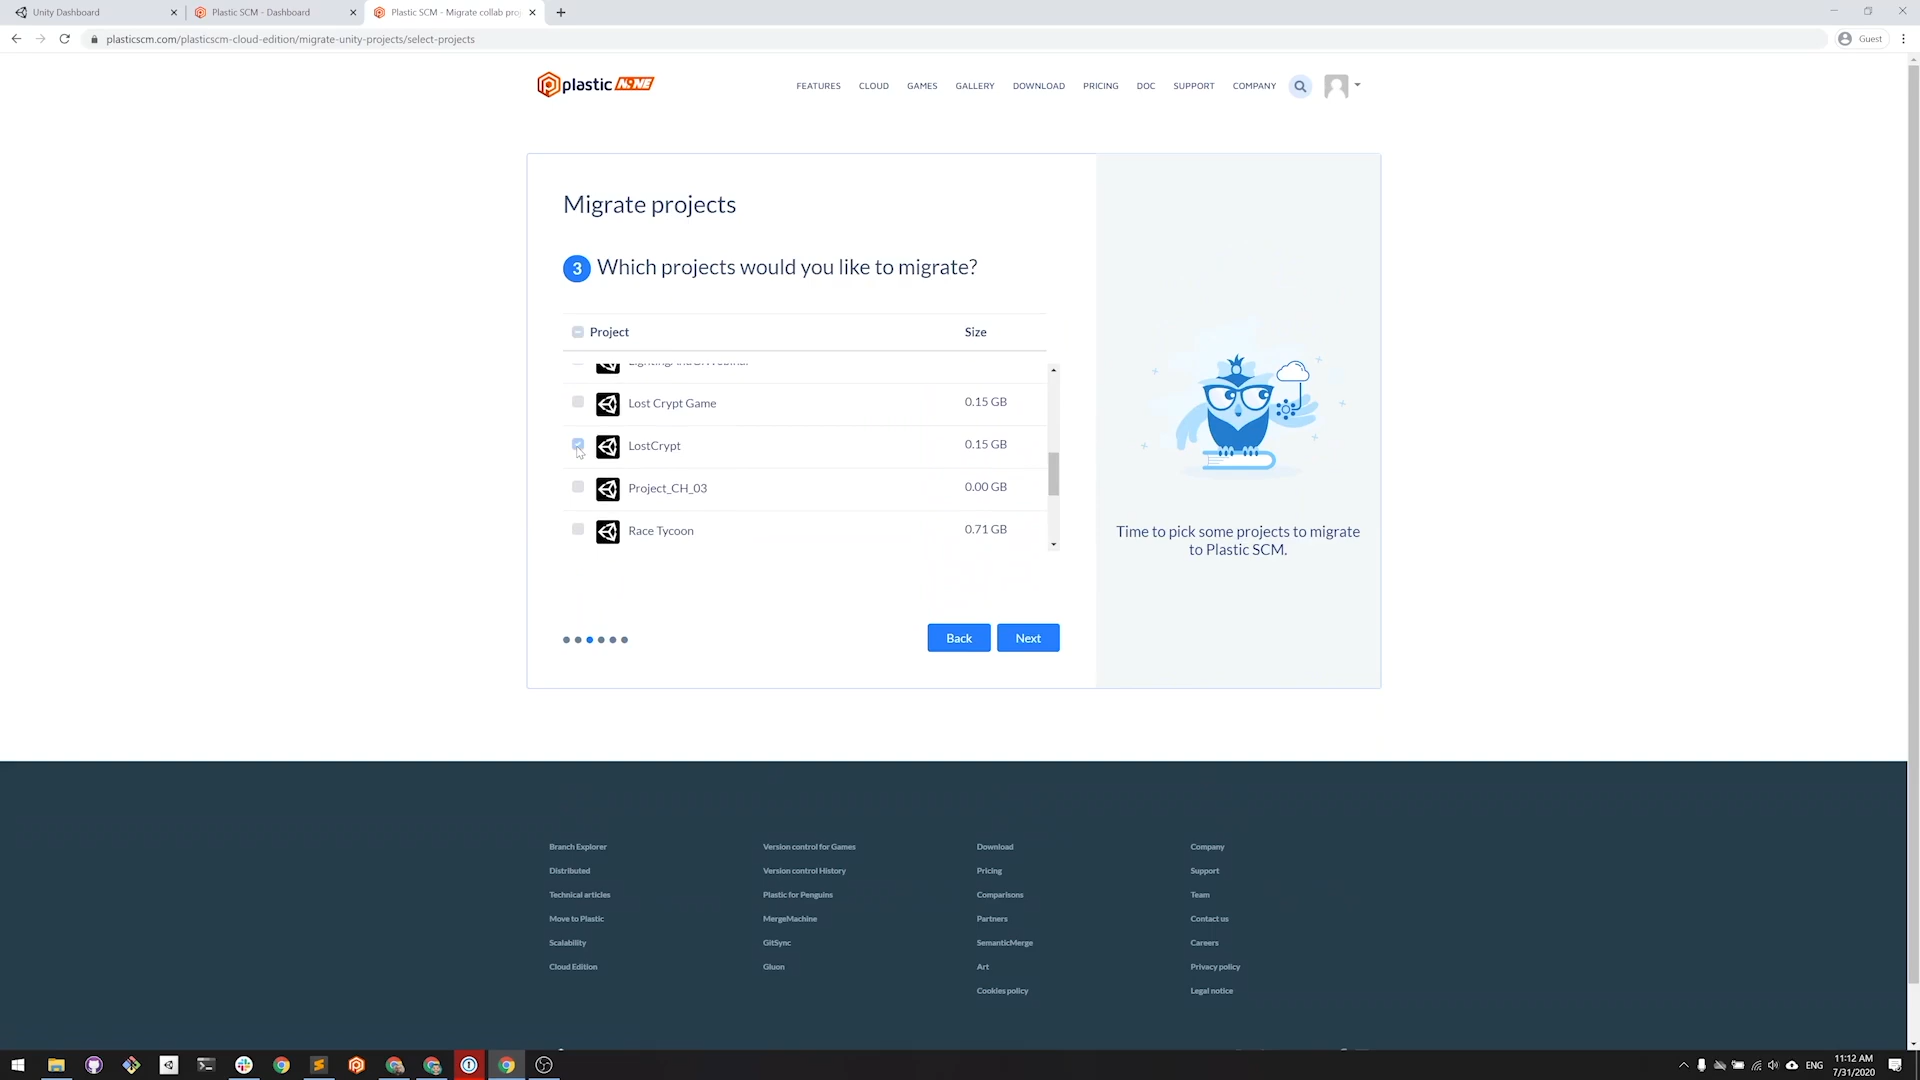 Unity Dashboard
Plastic SCM - Dashboard
Plastic SCM - Migrate collab pro
plasticscm.com/plasticscm-cloud-edition/migrate-unity-projects/select-projects
Guest
plastic
FEATURES
CLOUD
GAMES
GALLERY
DOWNLOAD
PRICING
DOC
SUPPORT
COMPANY
Migrate projects
3 Which projects would you like to migrate?
Project Size
Lost Crypt Game 0.15 GB
LostCrypt 0.15 GB
Project_CH_03 0.00 GB
Race Tycoon 0.71 GB
Back
Next
Time to pick some projects to migrate
to Plastic SCM.
Branch Explorer
Distributed
Technical articles
Move to Plastic
Scalability
Cloud Edition
Version control for Games
Version control History
Plastic for Penguins
MergeMachine
GitSync
Gluon
Download
Pricing
Comparisons
Partners
SemanticMerge
Art
Cookies policy
Company
Support
Team
Contact us
Careers
Privacy policy
Legal notice
ENG
11:12 AM
7/31/2020